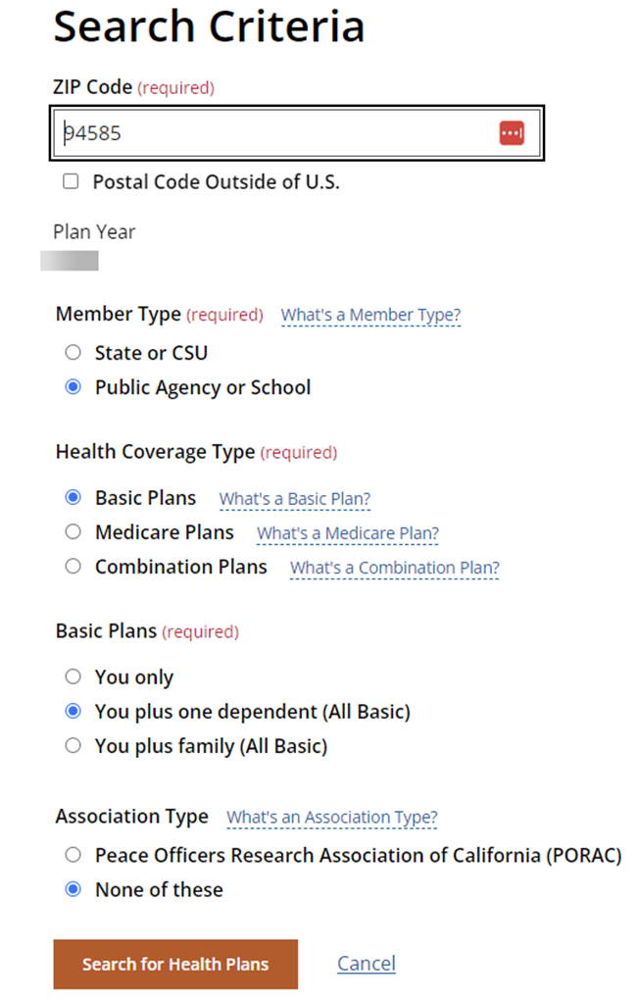 Search Criteria
ZIP Code (required)
94585
Postal Code Outside of U.S.
Plan Year
Member Type (required) What's a Member Type?
State or CSU
Public Agency or School
Health Coverage Type (required)
Basic Plans What's a Basic Plan?
Medicare Plans What's a Medicare Plan?
Combination Plans What's a Combination Plan?
Basic Plans (required)
You only
You plus one dependent (All Basic)
You plus family (All Basic)
Association Type What's an Association Type?
Peace Officers Research Association of California (PORAC)
None of these
Search for Health Plans Cancel